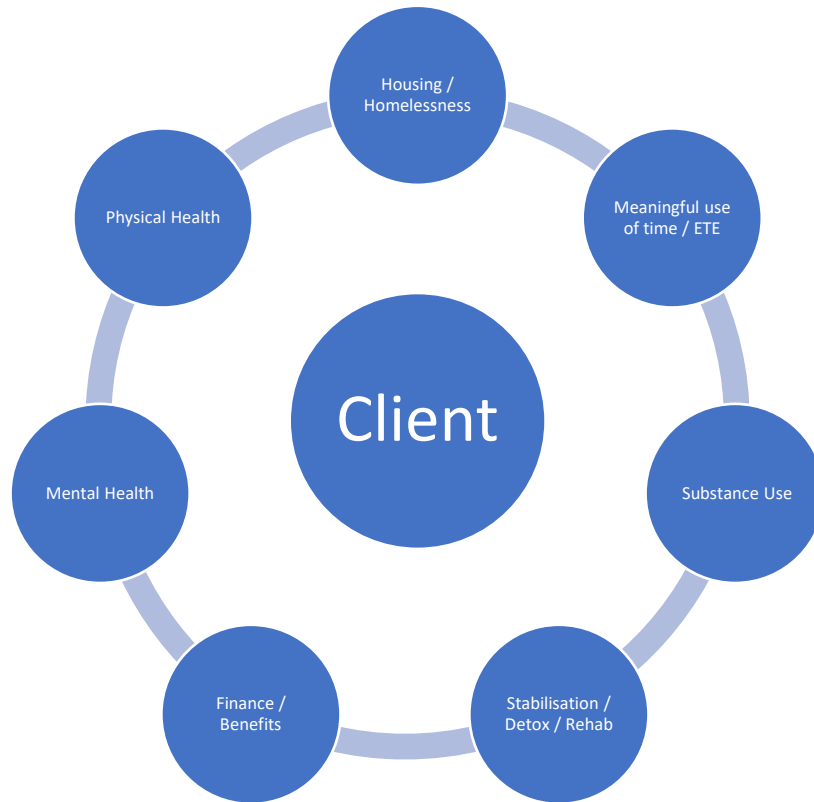 Housing /
Homelessness
Meaningful use
of time / ETE
Physical Health
Client
Mental Health
Substance Use
Finance /
Benefits
Stabilisation /
Detox / Rehab